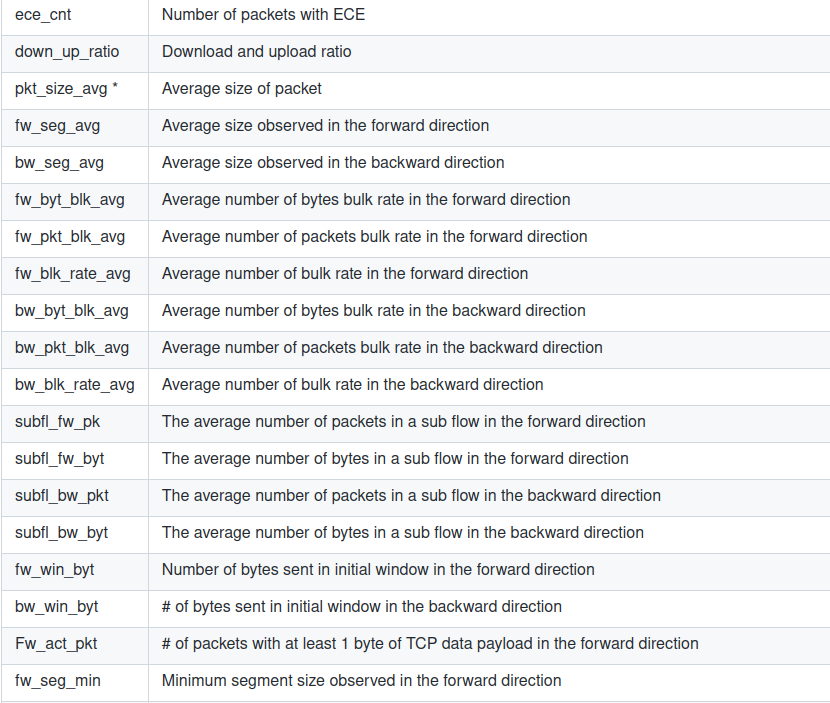 ece_cnt Number of packets with ECE
down_up_ratio Download and upload ratio
pkt_size_avg * Average size of packet
fw_seg_avg Average size observed in the forward direction
bw_seg_avg Average size observed in the backward direction
fw_byt_blk_avg Average number of bytes bulk rate in the forward direction
fw_pkt_blk_avg Average number of packets bulk rate in the forward direction
fw_blk_rate_avg Average number of bulk rate in the forward direction
bw_byt_blk_avg Average number of bytes bulk rate in the backward direction
bw_pkt_blk_avg Average number of packets bulk rate in the backward direction
bw_blk_rate_avg Average number of bulk rate in the backward direction
subfl_fw_pk The average number of packets in a sub flow in the forward direction
subfl_fw_byt The average number of bytes in a sub flow in the forward direction
subfl_bw_pkt The average number of packets in a sub flow in the backward direction
subfl_bw_byt The average number of bytes in a sub flow in the backward direction
fw_win_byt Number of bytes sent in initial window in the forward direction
bw_win_byt # of bytes sent in initial window in the backward direction
Fw_act_pkt # of packets with at least 1 byte of TCP data payload in the forward direction
fw_seg_min Minimum segment size observed in the forward direction